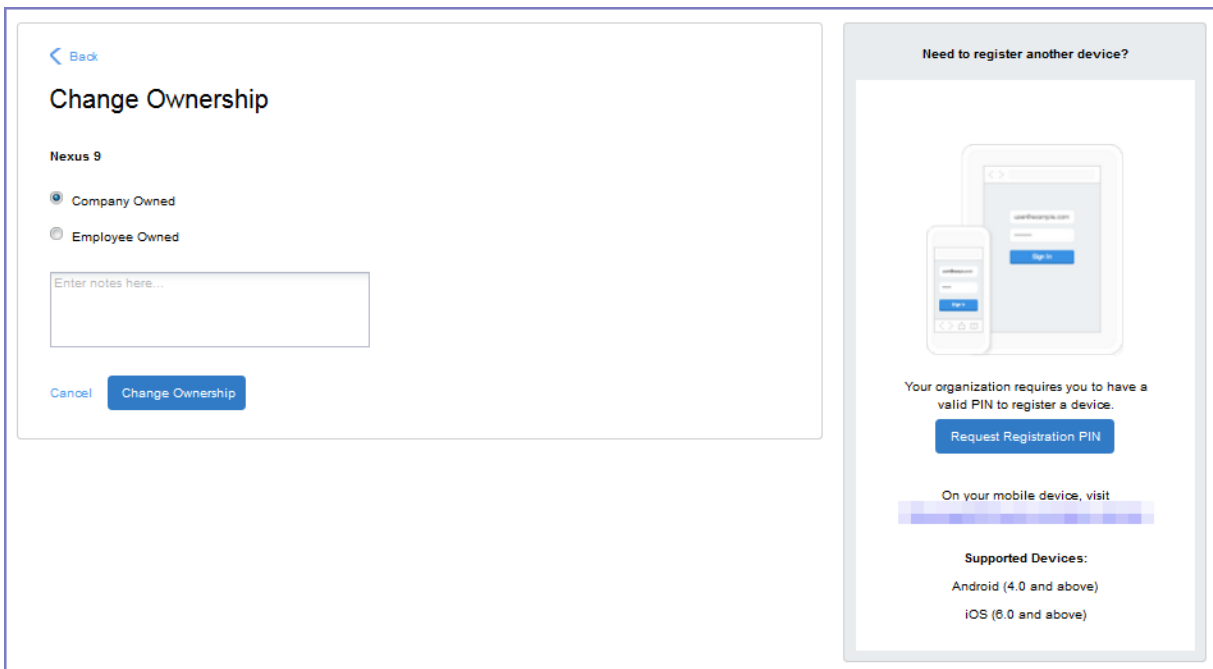 Back
Change Ownership
Nexus 9
Company Owned
Employee Owned
Enter notes here...
Cancel
Change Ownership
Need to register another device?
Sign In
Sign In
Your organization requires you to have a
valid PIN to register a device.
Request Registration PIN
On your mobile device, visit
Supported Devices:
Android (4.0 and above)
iOS (6.0 and above)